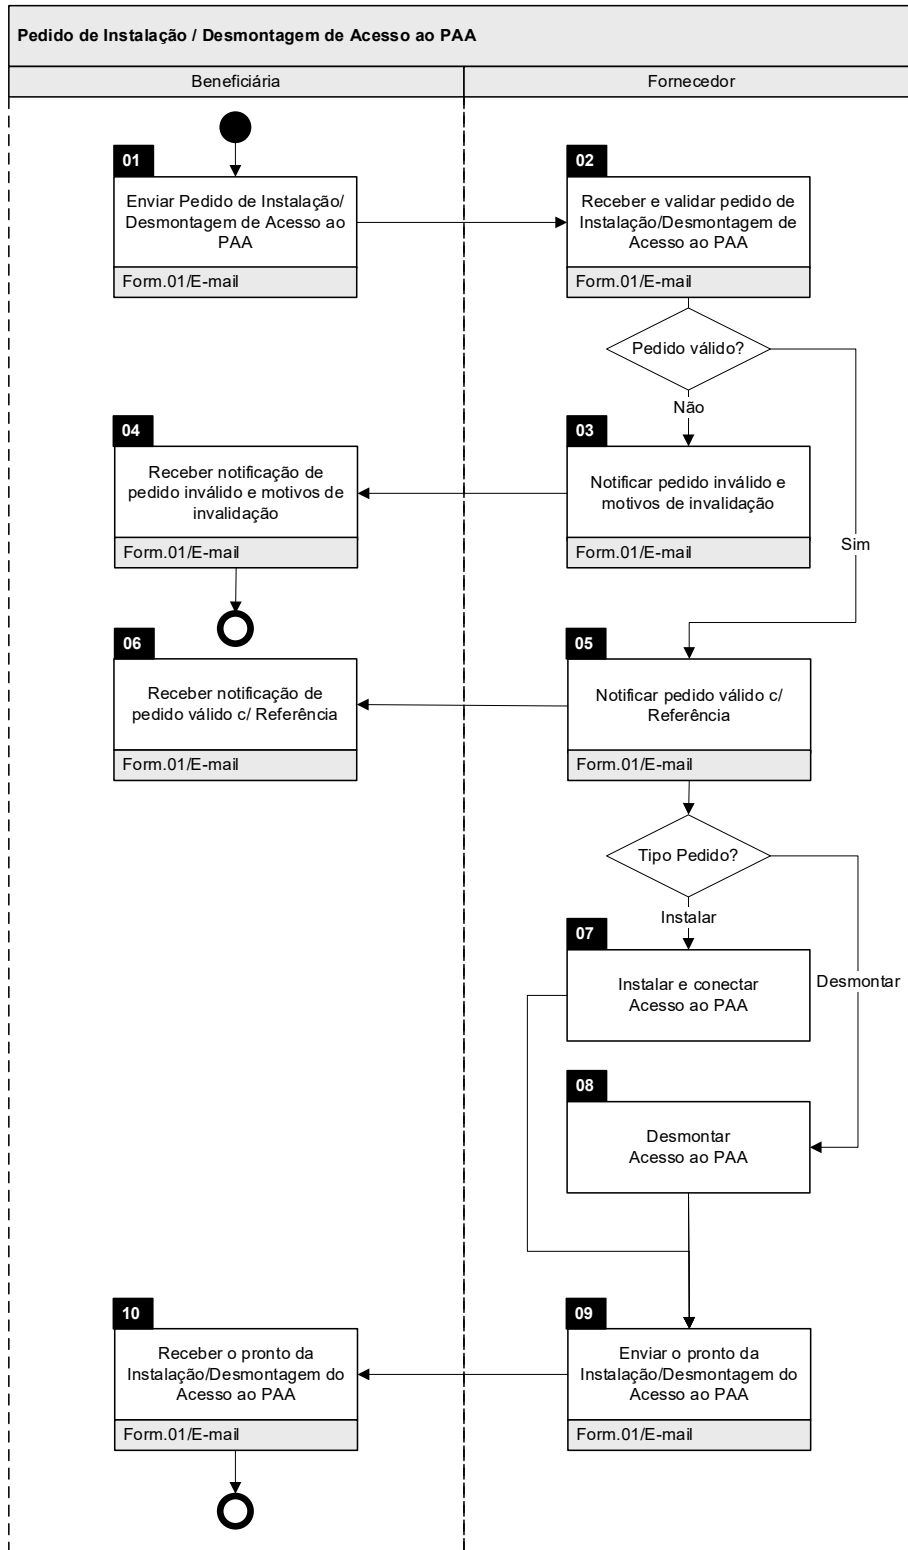 Pedido de Instalação / Desmontagem de Acesso ao PAA
Beneficiária
Fornecedor
01
Enviar Pedido de Instalação/
Desmontagem de Acesso ao
PAA
Form.01/E-mail
02
Receber e validar pedido de
Instalação/Desmontagem de
Acesso ao PAA
Form.01/E-mail
Pedido válido?
Não
Sim
04
Receber notificação de
pedido inválido e motivos de
invalidação
Form.01/E-mail
03
Notificar pedido inválido e
motivos de invalidação
Form.01/E-mail
06
Receber notificação de
pedido válido c/ Referência
Form.01/E-mail
05
Notificar pedido válido c/
Referência
Form.01/E-mail
Tipo Pedido?
Instalar
Desmontar
07
Instalar e conectar
Acesso ao PAA
08
Desmontar
Acesso ao PAA
10
Receber o pronto da
Instalação/Desmontagem do
Acesso ao PAA
Form.01/E-mail
09
Enviar o pronto da
Instalação/Desmontagem do
Acesso ao PAA
Form.01/E-mail